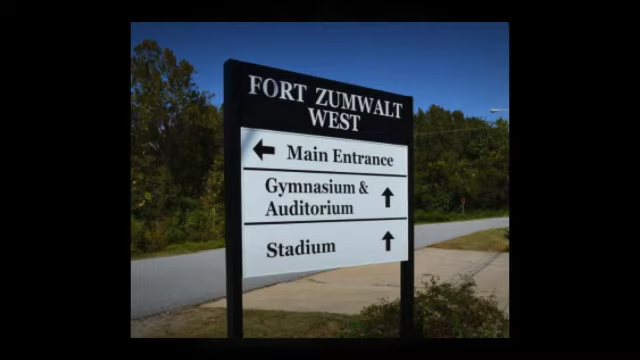 FORT ZUMWALT
WEST
Main Entrance
Gymnasium &
Auditorium
Stadium